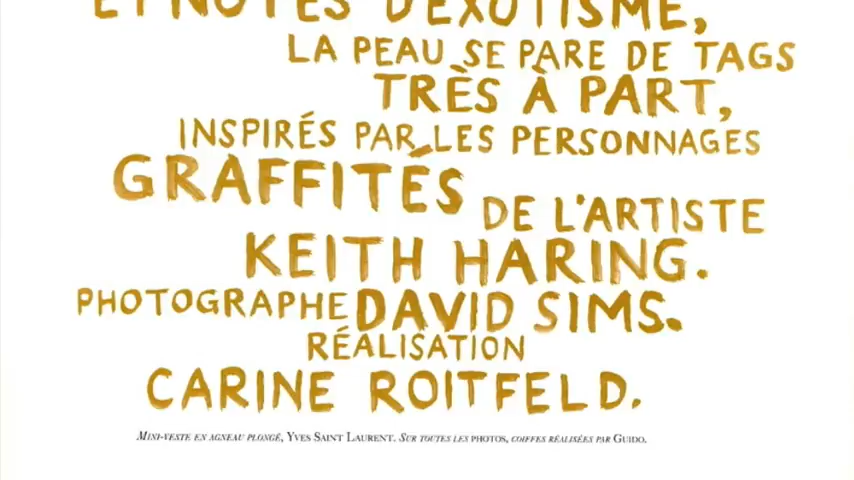 ET NOTES D'EXOTISME,
LA PEAU SE PARE DE TAGS
TRÈS À PART,
INSPIRÉS PAR LES PERSONNAGES
GRAFFITÉS DE L'ARTISTE
KEITH HARING.
PHOTOGRAPHE DAVID SIMS.
RÉALISATION
CARINE ROITFELD.
MINI-VESTE EN AGNEAU PLONGÉ, YVES SAINT LAURENT. SUR TOUTES LES PHOTOS, COIFFES RÉALISÉES PAR GUIDO.